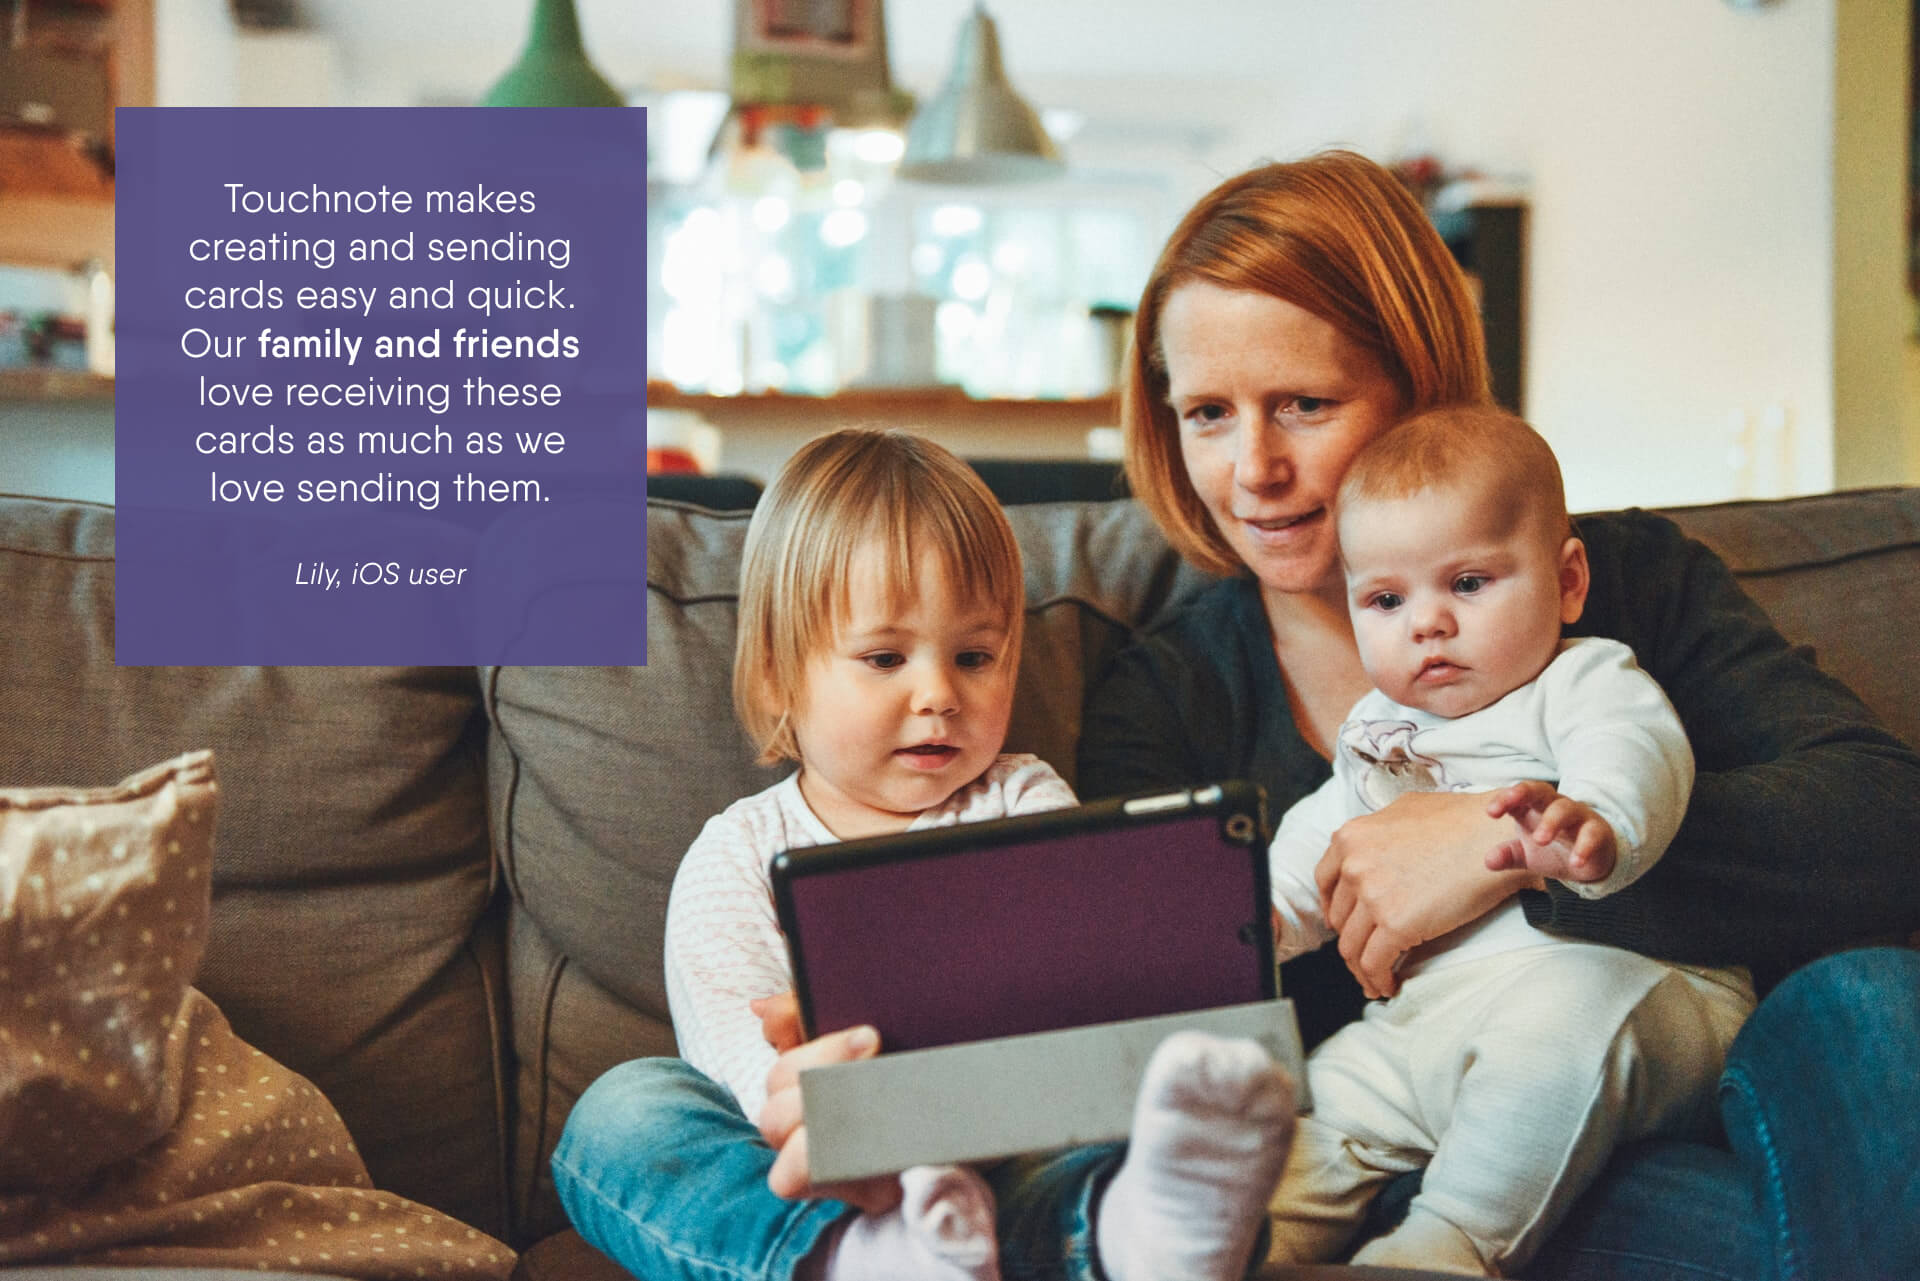 Touchnote makes
creating and sending
cards easy and quick.
Our family and friends
love receiving these
cards as much as we
love sending them.
Lily, iOS user